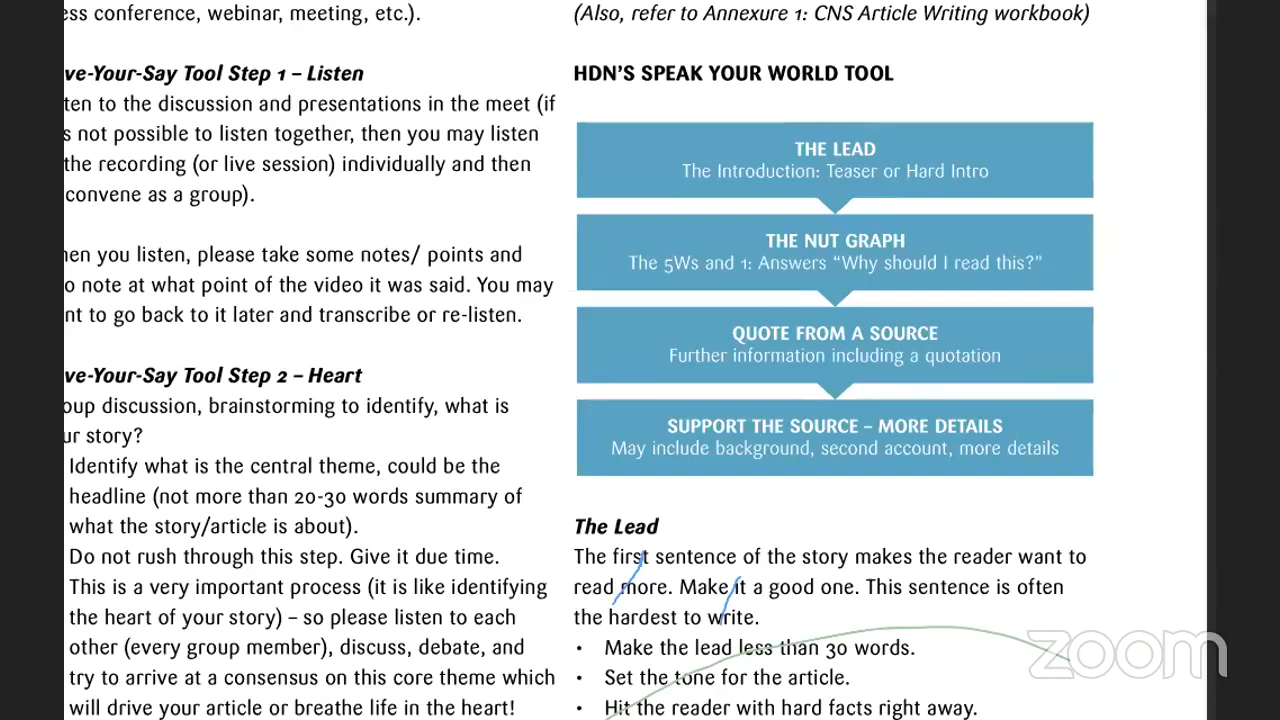 ess conference, webinar, meeting, etc.).
ve-Your-Say Tool Step 1 – Listen
ten to the discussion and presentations in the meet (if
s not possible to listen together, then you may listen
the recording (or live session) individually and then
convene as a group).
en you listen, please take some notes/ points and
o note at what point of the video it was said. You may
nt to go back to it later and transcribe or re-listen.
ve-Your-Say Tool Step 2 – Heart
oup discussion, brainstorming to identify, what is
ur story?
Identify what is the central theme, could be the
headline (not more than 20-30 words summary of
what the story/article is about).
Do not rush through this step. Give it due time.
This is a very important process (it is like identifying
the heart of your story) – so please listen to each
other (every group member), discuss, debate, and
try to arrive at a consensus on this core theme which
will drive your article or breathe life in the heart!
(Also, refer to Annexure 1: CNS Article Writing workbook)
HDN'S SPEAK YOUR WORLD TOOL
THE LEAD
The Introduction: Teaser or Hard Intro
THE NUT GRAPH
The 5Ws and 1: Answers “Why should I read this?”
QUOTE FROM A SOURCE
Further information including a quotation
SUPPORT THE SOURCE – MORE DETAILS
May include background, second account, more details
The Lead
The first sentence of the story makes the reader want to
read more. Make it a good one. This sentence is often
the hardest to write.
• Make the lead less than 30 words.
• Set the tone for the article.
• Hit the reader with hard facts right away.
zoom